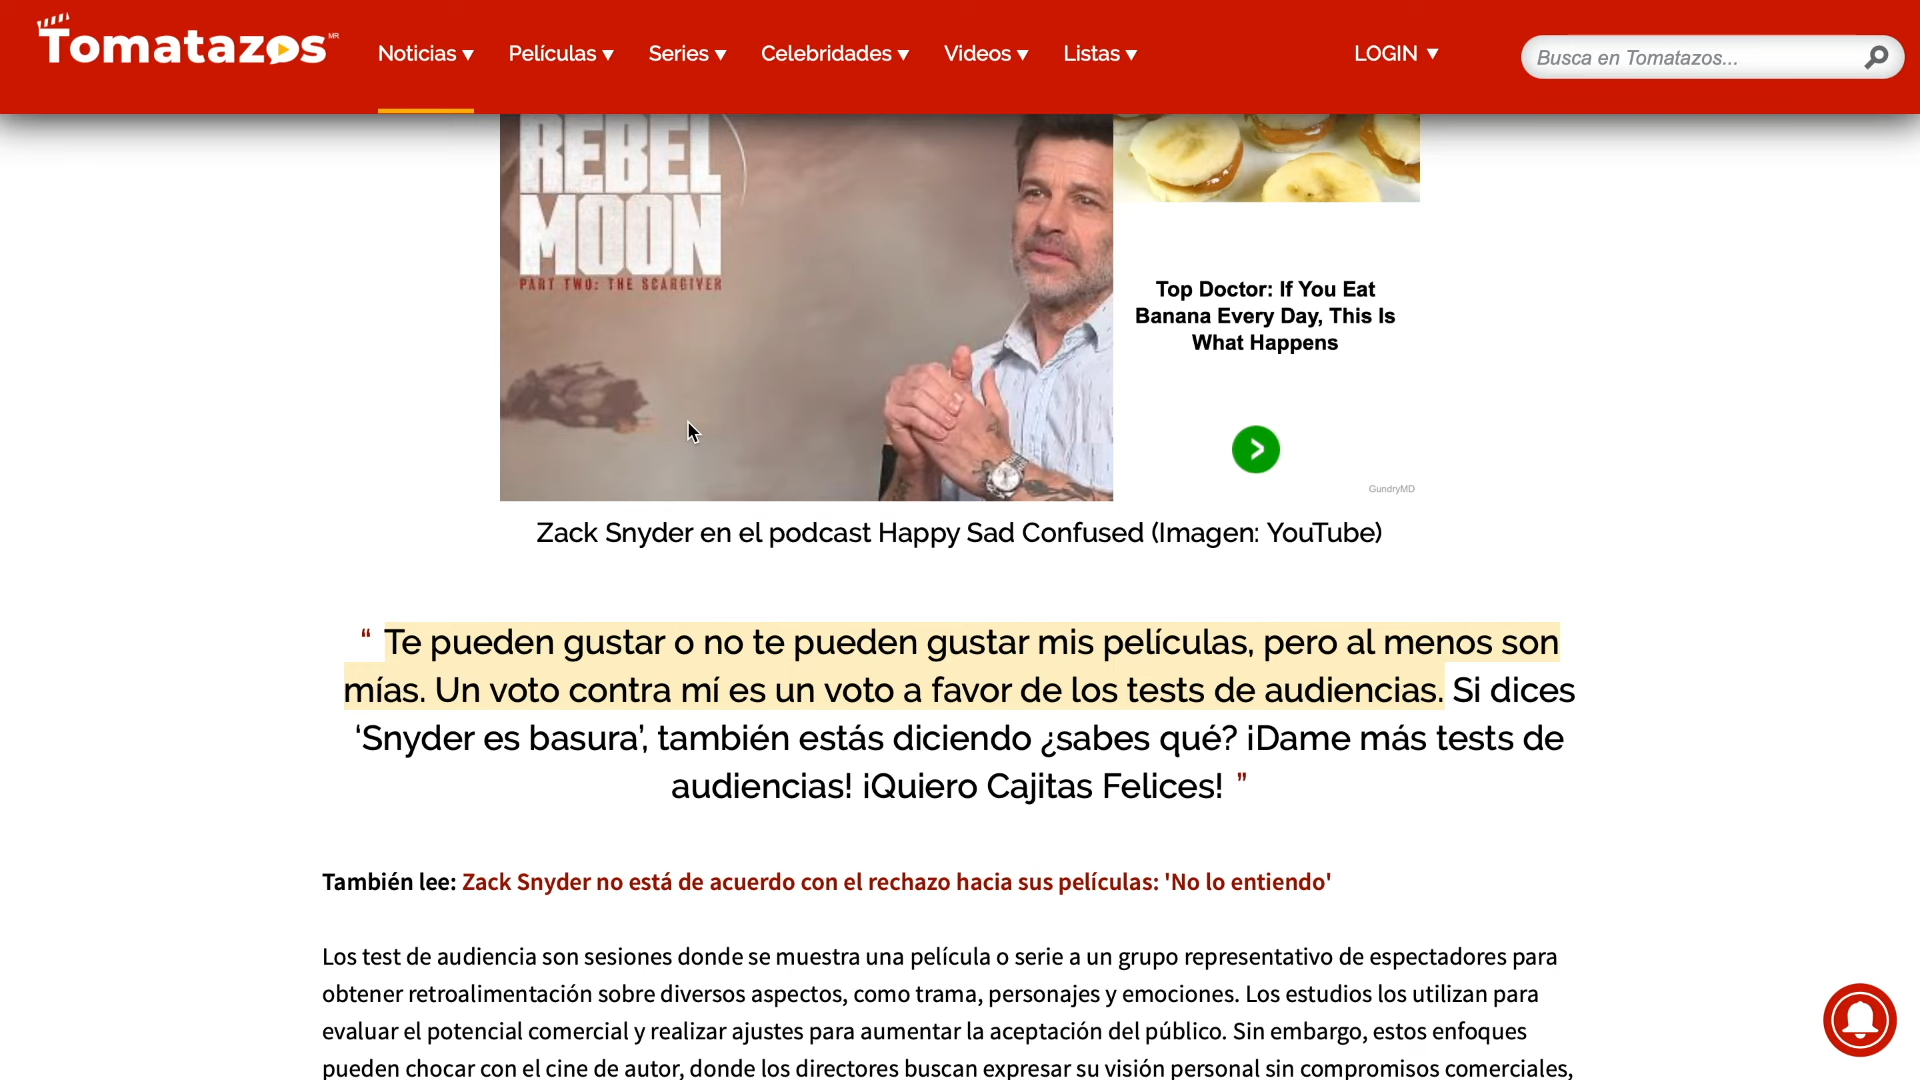 Tomatazos MR
Noticias ▼ Películas ▼ Series ▼ Celebridades ▼ Videos ▼ Listas ▼ LOGIN ▼ Busca en Tomatazos...
REBEL
MOON
PART TWO: THE SCARGIVER
Top Doctor: If You Eat
Banana Every Day, This Is
What Happens
GundryMD
Zack Snyder en el podcast Happy Sad Confused (Imagen: YouTube)
“ Te pueden gustar o no te pueden gustar mis películas, pero al menos son
mías. Un voto contra mí es un voto a favor de los tests de audiencias. Si dices
‘Snyder es basura’, también estás diciendo ¿sabes qué? ¡Dame más tests de
audiencias! ¡Quiero Cajitas Felices! ”
También lee: Zack Snyder no está de acuerdo con el rechazo hacia sus películas: 'No lo entiendo'
Los test de audiencia son sesiones donde se muestra una película o serie a un grupo representativo de espectadores para
obtener retroalimentación sobre diversos aspectos, como trama, personajes y emociones. Los estudios los utilizan para
evaluar el potencial comercial y realizar ajustes para aumentar la aceptación del público. Sin embargo, estos enfoques
pueden chocar con el cine de autor, donde los directores buscan expresar su visión personal sin compromisos comerciales,